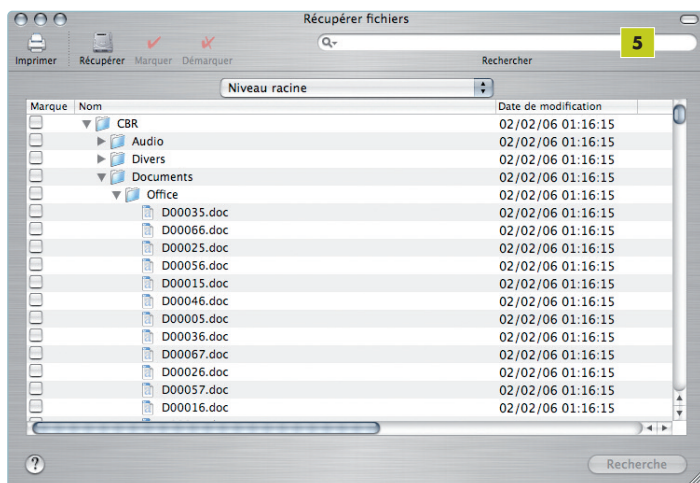 Récupérer fichiers
5
Imprimer Récupérer Marquer Démarquer Rechercher
Niveau racine
Marque Nom Date de modification
CBR 02/02/06 01:16:15
Audio 02/02/06 01:16:15
Divers 02/02/06 01:16:15
Documents 02/02/06 01:16:15
Office 02/02/06 01:16:15
D00035.doc 02/02/06 01:16:15
D00066.doc 02/02/06 01:16:15
D00025.doc 02/02/06 01:16:15
D00056.doc 02/02/06 01:16:15
D00015.doc 02/02/06 01:16:15
D00046.doc 02/02/06 01:16:15
D00005.doc 02/02/06 01:16:15
D00036.doc 02/02/06 01:16:15
D00067.doc 02/02/06 01:16:15
D00026.doc 02/02/06 01:16:15
D00057.doc 02/02/06 01:16:15
D00016.doc 02/02/06 01:16:15
?
Recherche